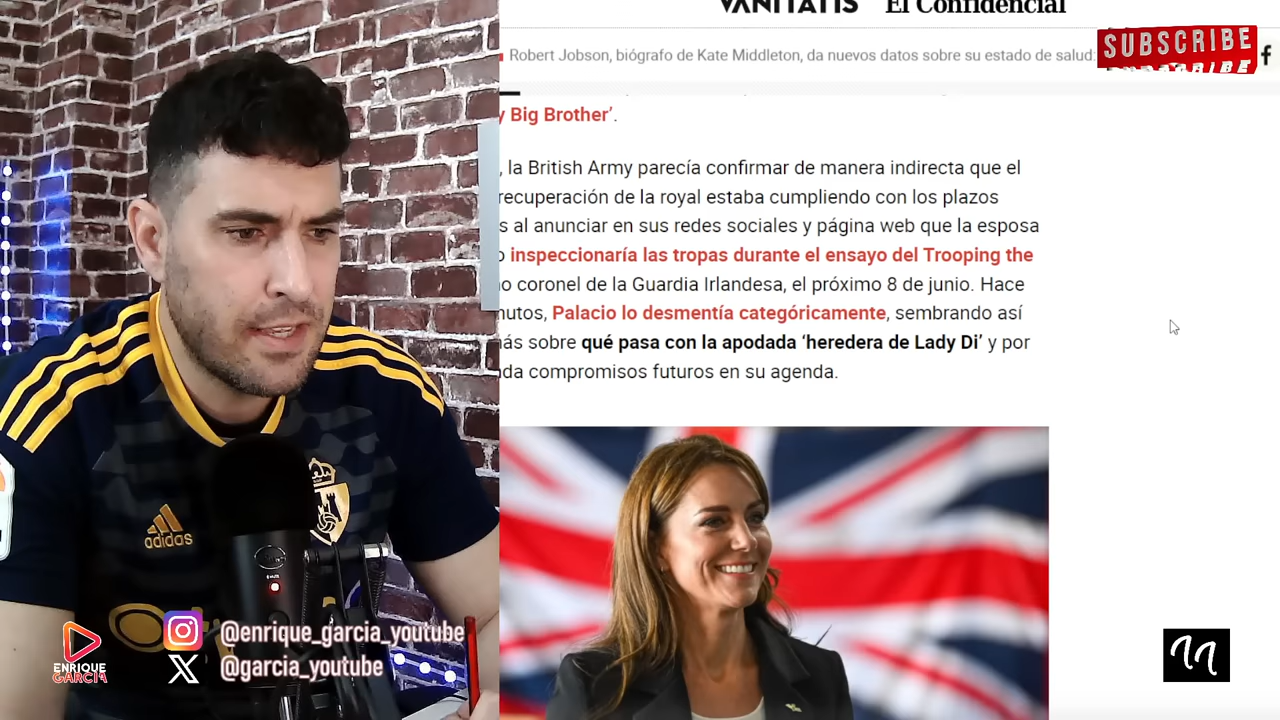 VANITATIS El Confidencial
Robert Jobson, biógrafo de Kate Middleton, da nuevos datos sobre su estado de salud:
SUBSCRIBE
SUBSCRIBE
f
y Big Brother’.
, la British Army parecía confirmar de manera indirecta que el
recuperación de la royal estaba cumpliendo con los plazos
s al anunciar en sus redes sociales y página web que la esposa
o inspeccionaría las tropas durante el ensayo del Trooping the
no coronel de la Guardia Irlandesa, el próximo 8 de junio. Hace
nutos, Palacio lo desmentía categóricamente, sembrando así
nás sobre qué pasa con la apodada ‘heredera de Lady Di’ y por
nda compromisos futuros en su agenda.
adidas
@enrique_garcia_youtube
@garcia_youtube
ENRIQUE
GARCIA